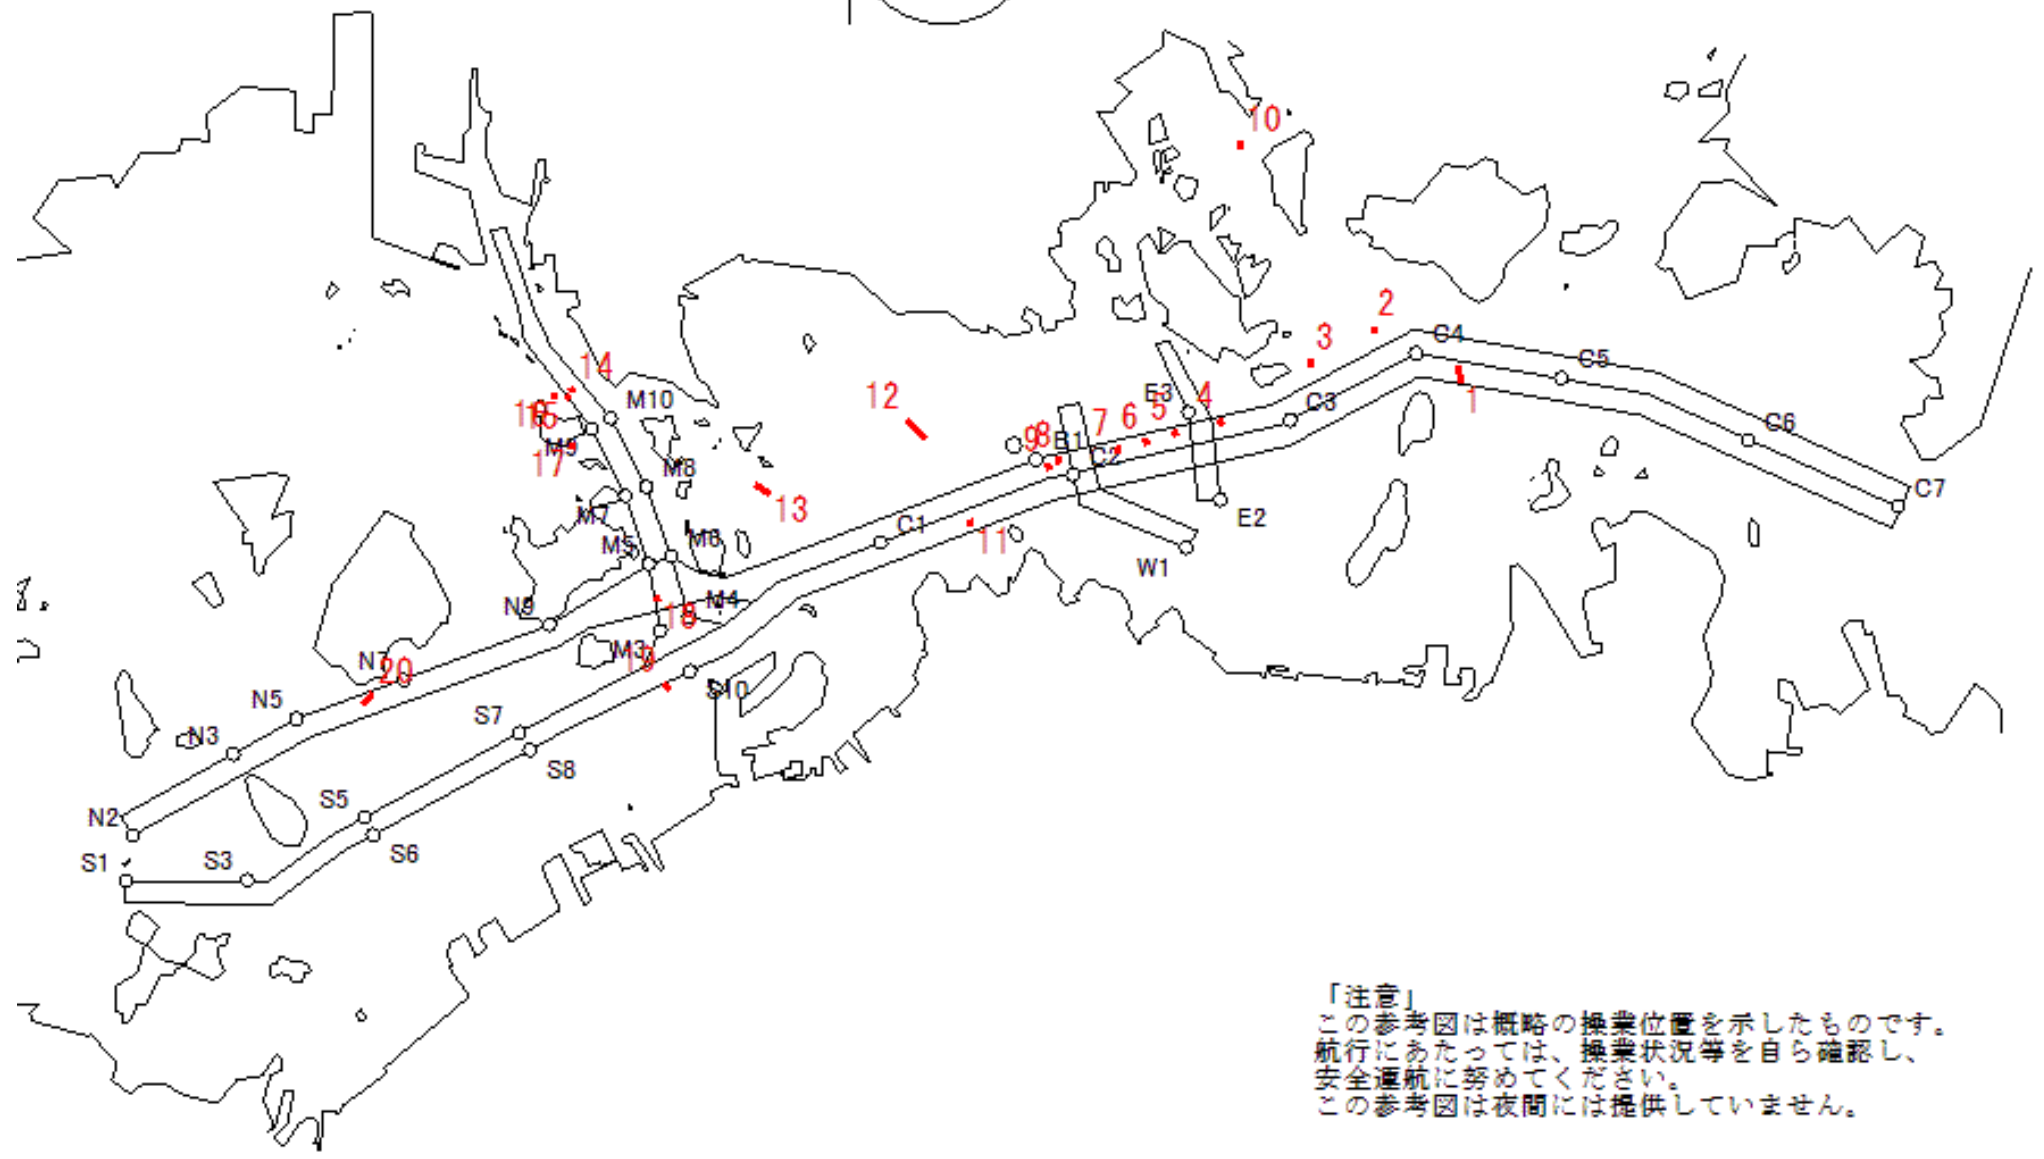 10
2
C4
3
C5
14
1
M10
12
E3
4
C3
16
15
7
6
5
C6
9
8
B1
M9
17
C2
M8
C7
13
E2
M7
C1
M5
M6
11
W1
N9
M4
18
M3
N7
19
20
S10
N5
S7
N3
S8
S5
N2
S6
S1
S3
「注意」
この参考図は概略の操業位置を示したものです。
航行にあたっては、操業状況等を自ら確認し、
安全運航に努めてください。
この参考図は夜間には提供していません。